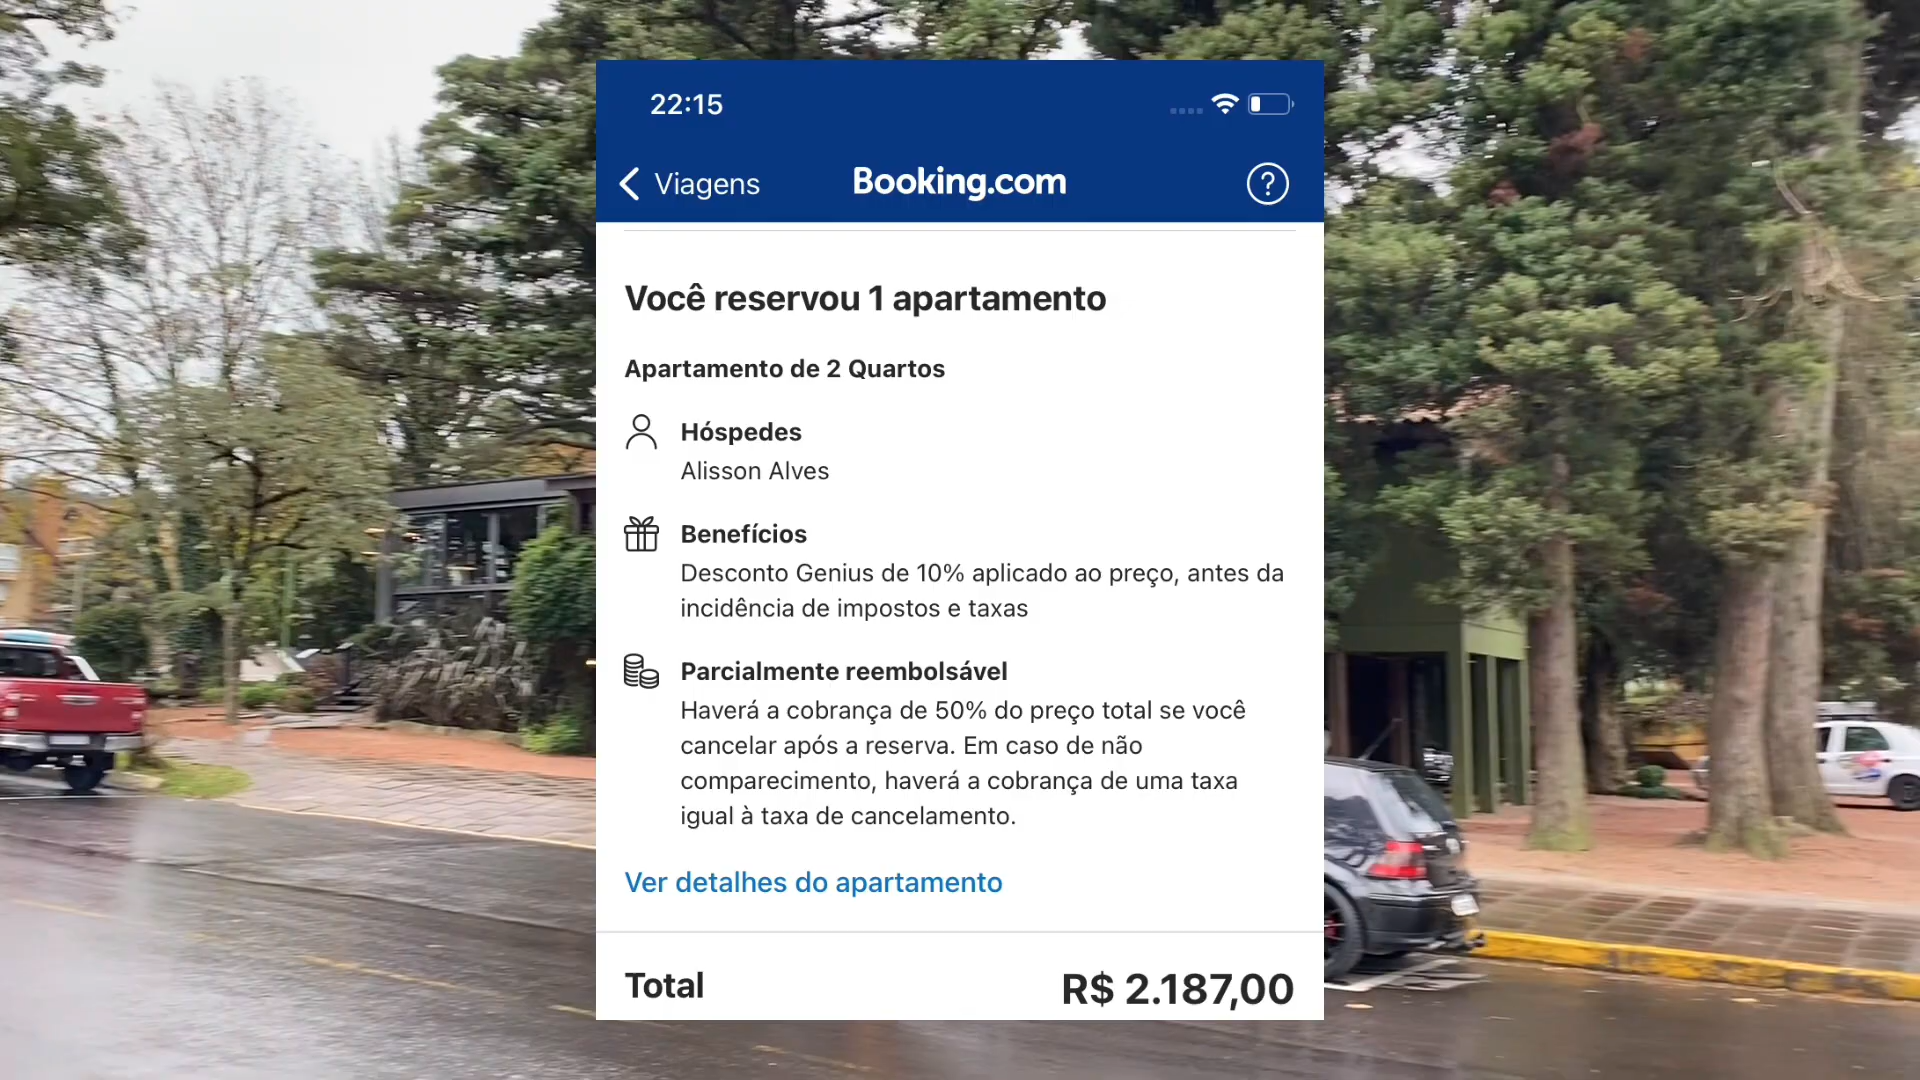 22:15
Viagens
Booking.com
?
Você reservou 1 apartamento
Apartamento de 2 Quartos
Hóspedes
Alisson Alves
Benefícios
Desconto Genius de 10% aplicado ao preço, antes da
incidência de impostos e taxas
Parcialmente reembolsável
Haverá a cobrança de 50% do preço total se você
cancelar após a reserva. Em caso de não
comparecimento, haverá a cobrança de uma taxa
igual à taxa de cancelamento.
Ver detalhes do apartamento
Total
R$ 2.187,00